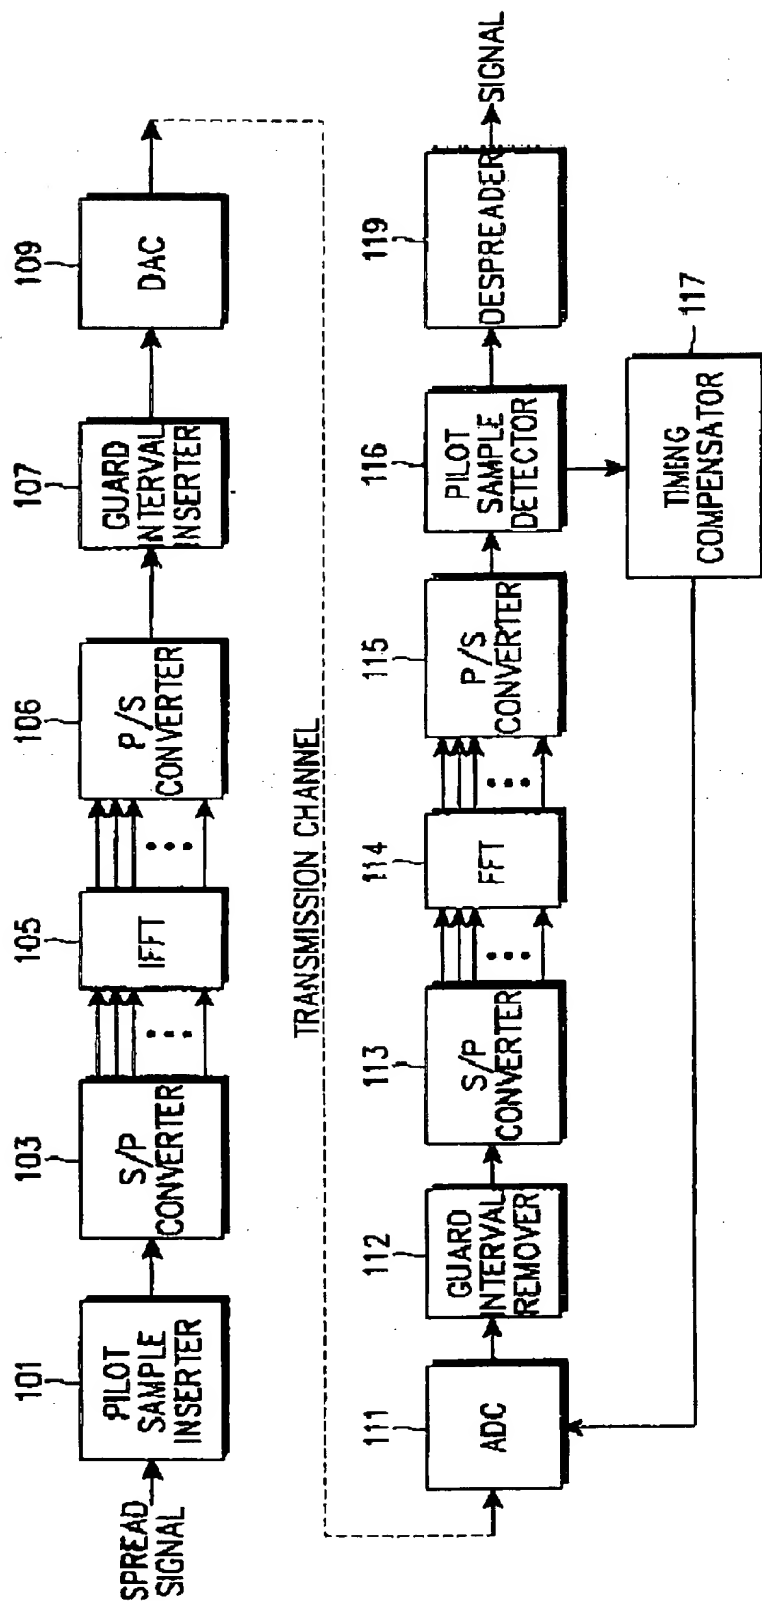 SPREAD
SIGNAL
101
PILOT
SAMPLE
INSERTER
103
S/P
CONVERTER
105
IFFT
106
P/S
CONVERTER
107
GUARD
INTERVAL
INSERTER
109
DAC
TRANSMISSION CHANNEL
111
ADC
112
GUARD
INTERVAL
REMOVER
113
S/P
CONVERTER
114
FFT
115
P/S
CONVERTER
116
PILOT
SAMPLE
DETECTOR
119
DESPREADER
SIGNAL
117
TIMING
COMPENSATOR